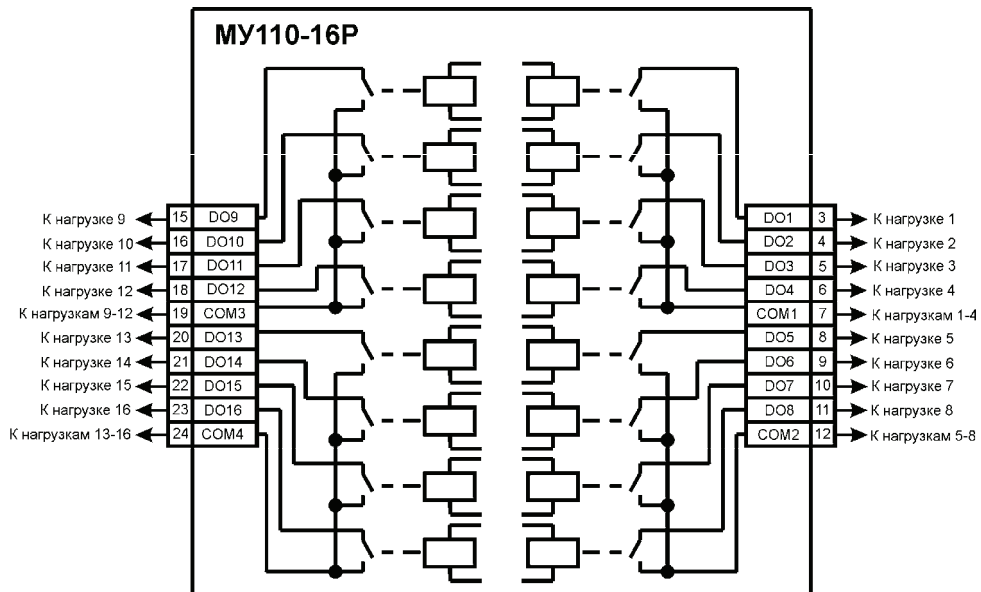 МУ110-16Р
К нагрузке 9 15 DO9
К нагрузке 10 16 DO10
К нагрузке 11 17 DO11
К нагрузке 12 18 DO12
К нагрузкам 9-12 19 COM3
К нагрузке 13 20 DO13
К нагрузке 14 21 DO14
К нагрузке 15 22 DO15
К нагрузке 16 23 DO16
К нагрузкам 13-16 24 COM4
DO1 3 К нагрузке 1
DO2 4 К нагрузке 2
DO3 5 К нагрузке 3
DO4 6 К нагрузке 4
COM1 7 К нагрузкам 1-4
DO5 8 К нагрузке 5
DO6 9 К нагрузке 6
DO7 10 К нагрузке 7
DO8 11 К нагрузке 8
COM2 12 К нагрузкам 5-8